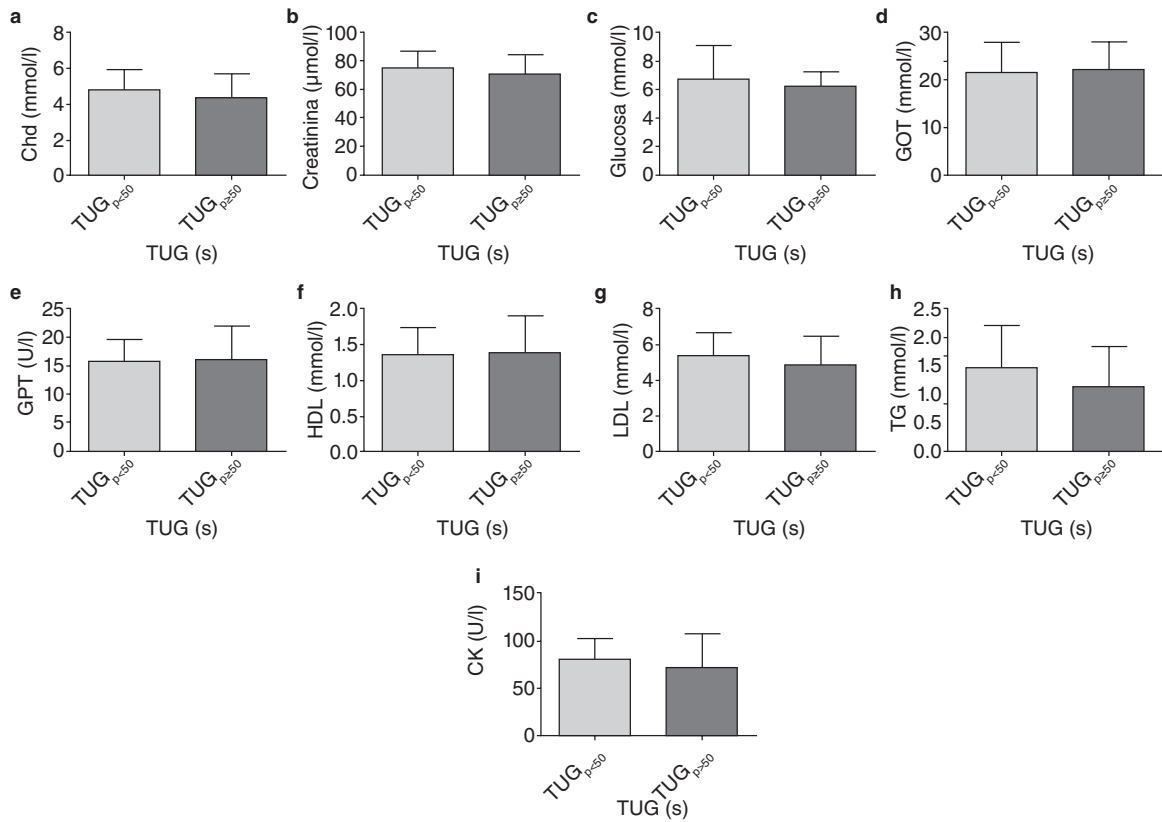 a
Chd (mmol/l)
8
6
4
2
0
TUGp<50
TUGp≥50
TUG (s)
b
Creatinina (µmol/l)
100
80
60
40
20
0
TUGp<50
TUGp≥50
TUG (s)
c
Glucosa (mmol/l)
10
8
6
4
2
0
TUGp<50
TUGp≥50
TUG (s)
d
GOT (mmol/l)
30
20
10
0
TUGp<50
TUGp≥50
TUG (s)
e
GPT (U/l)
25
20
15
10
5
0
TUGp<50
TUGp≥50
TUG (s)
f
HDL (mmol/l)
2.0
1.5
1.0
0.5
0.0
TUGp<50
TUGp≥50
TUG (s)
g
LDL (mmol/l)
8
6
4
2
0
TUGp<50
TUGp≥50
TUG (s)
h
TG (mmol/l)
2.5
2.0
1.5
1.0
0.5
0.0
TUGp<50
TUGp≥50
TUG (s)
i
CK (U/l)
150
100
50
0
TUGp<50
TUGp>50
TUG (s)